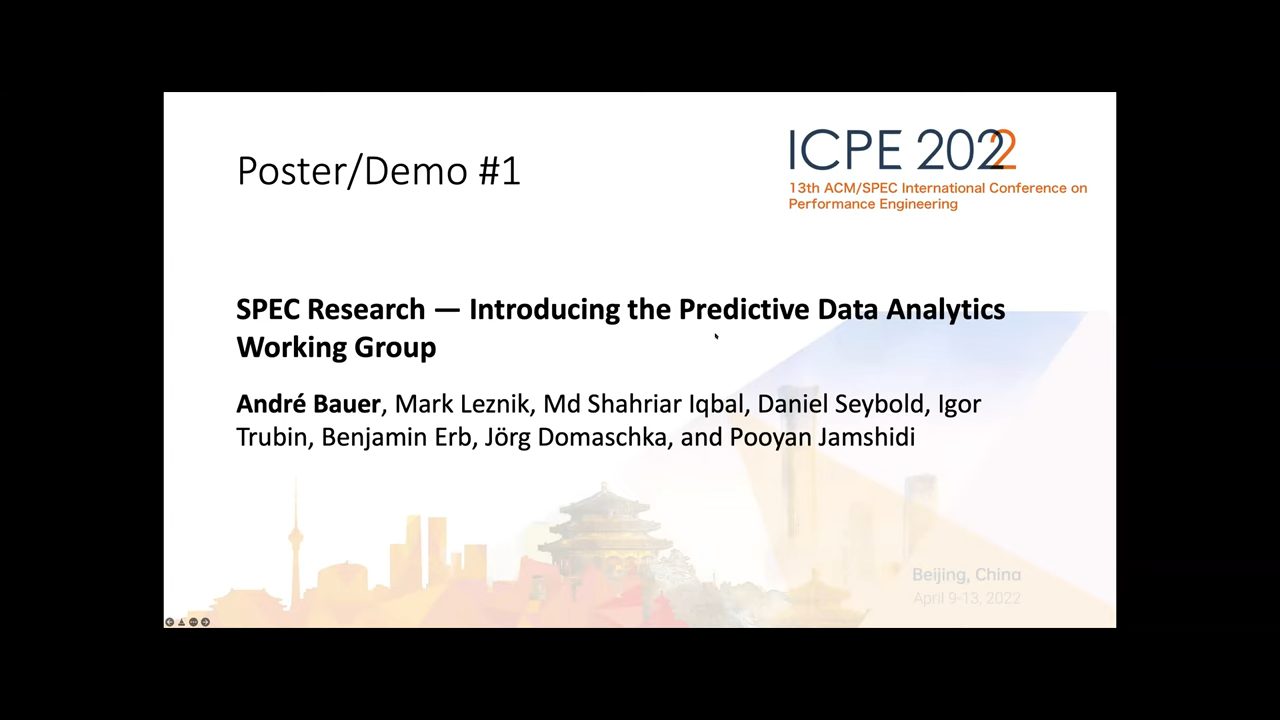 Poster/Demo #1
ICPE 2022
13th ACM/SPEC International Conference on
Performance Engineering
SPEC Research — Introducing the Predictive Data Analytics
Working Group
André Bauer, Mark Leznik, Md Shahriar Iqbal, Daniel Seybold, Igor
Trubin, Benjamin Erb, Jörg Domaschka, and Pooyan Jamshidi
Beijing, China
April 9-13, 2022